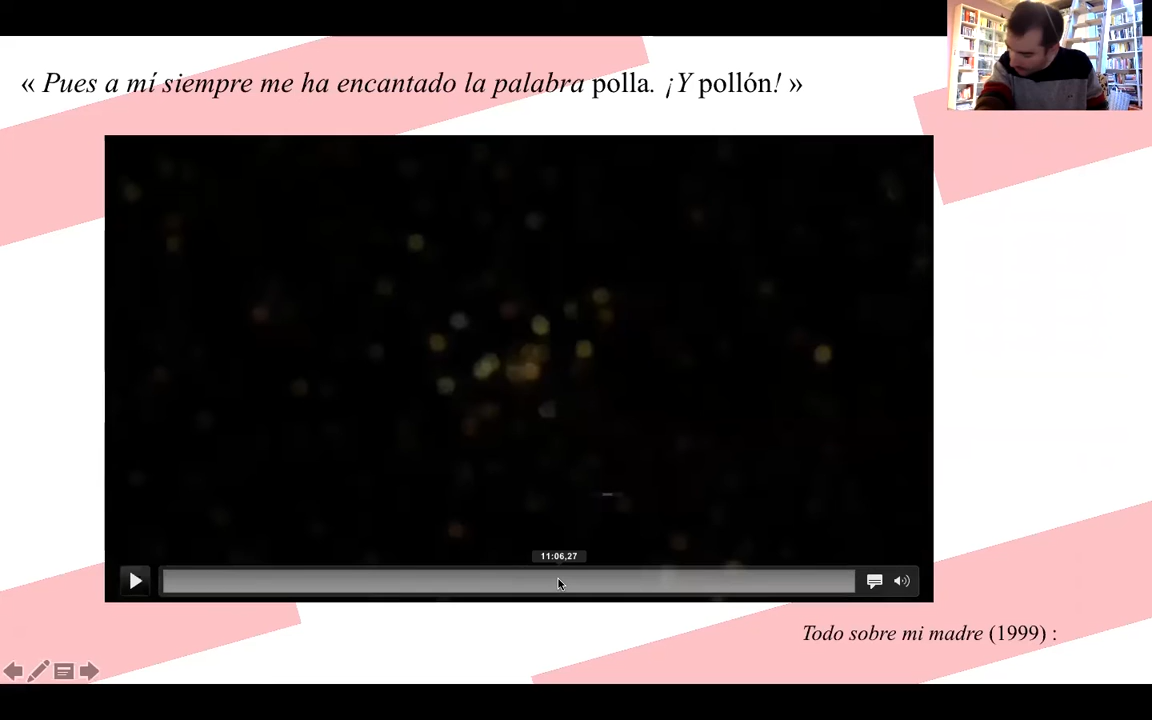 « Pues a mí siempre me ha encantado la palabra polla. ¡Y pollón! »
11:06,27
Todo sobre mi madre (1999) :